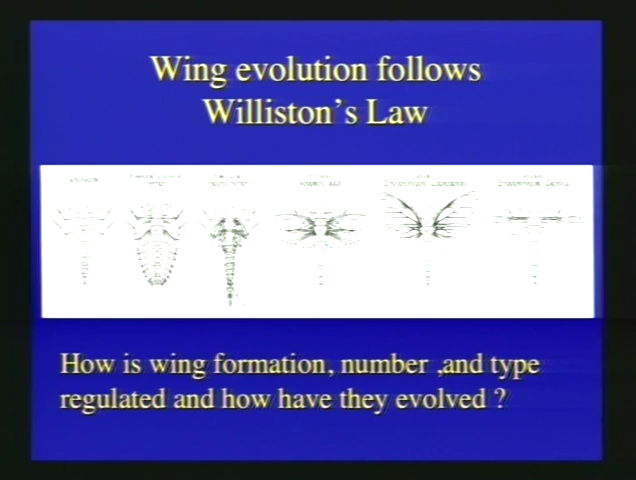 Wing evolution follows
Williston's Law
How is wing formation, number ,and type
regulated and how have they evolved ?